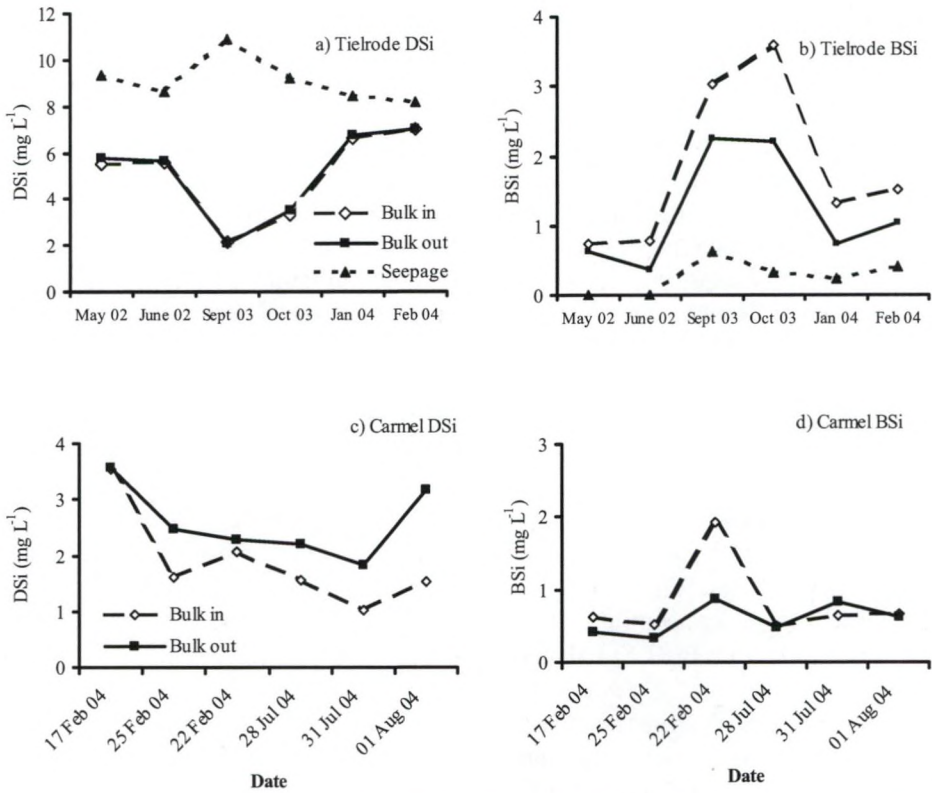 a) Tielrode DSi
DSi (mg L-1)
12
10
8
6
4
2
0
Bulk in
Bulk out
Seepage
May 02 June 02 Sept 03 Oct 03 Jan 04 Feb 04
b) Tielrode BSi
BSi (mg L-1)
4
3
2
1
0
May 02 June 02 Sept 03 Oct 03 Jan 04 Feb 04
c) Carmel DSi
DSi (mg L-1)
4
3
2
1
0
Bulk in
Bulk out
17 Feb 04
25 Feb 04
22 Feb 04
28 Jul 04
31 Jul 04
01 Aug 04
Date
d) Carmel BSi
BSi (mg L-1)
3
2
1
0
17 Feb 04
25 Feb 04
22 Feb 04
28 Jul 04
31 Jul 04
01 Aug 04
Date